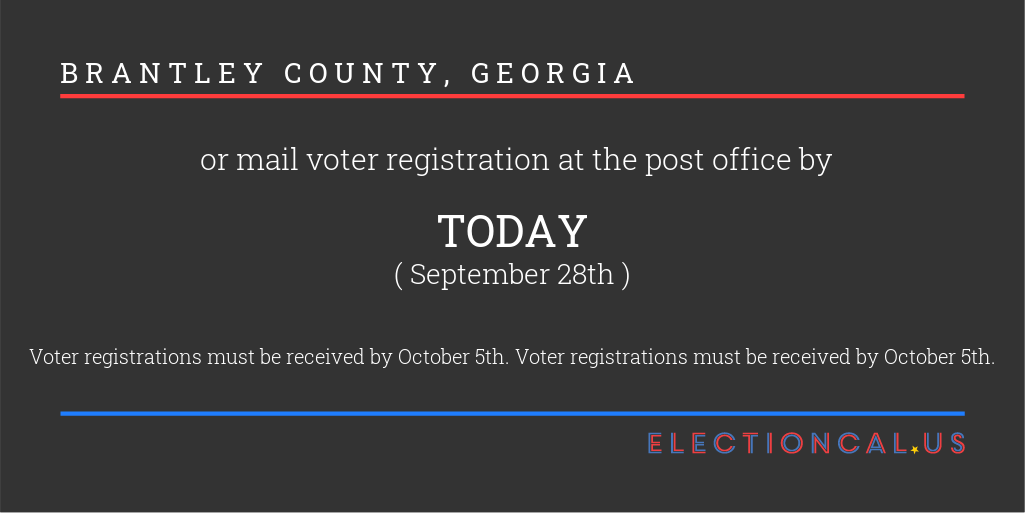 BRANTLEY COUNTY, GEORGIA
or mail voter registration at the post office by
TODAY
( September 28th )
Voter registrations must be received by October 5th. Voter registrations must be received by October 5th.
ELECTIONCAL.US